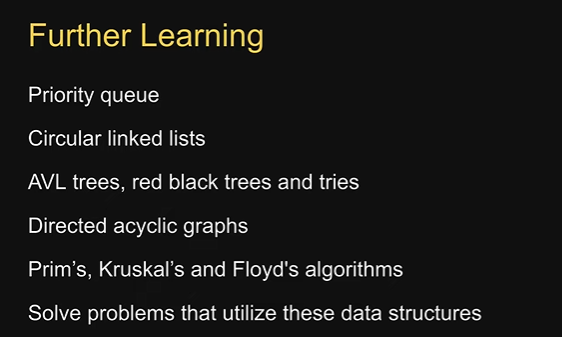 Further Learning
Priority queue
Circular linked lists
AVL trees, red black trees and tries
Directed acyclic graphs
Prim’s, Kruskal’s and Floyd's algorithms
Solve problems that utilize these data structures